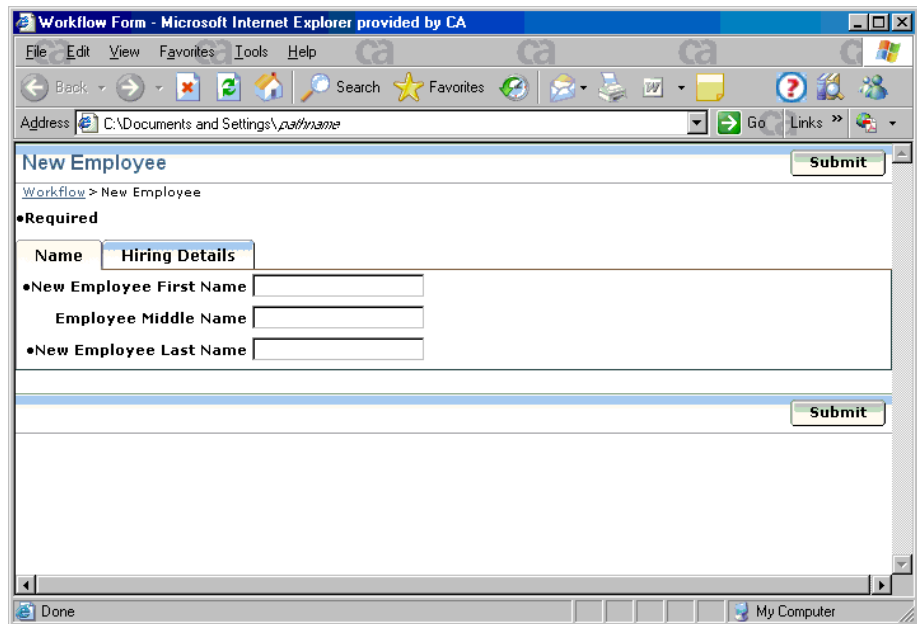 Workflow Form - Microsoft Internet Explorer provided by CA
File Edit View Favorites Tools Help
Back Search Favorites
Address C:\Documents and Settings\pathname Go Links »
New Employee Submit
Workflow > New Employee
•Required
Name Hiring Details
•New Employee First Name
Employee Middle Name
•New Employee Last Name
Submit
Done My Computer